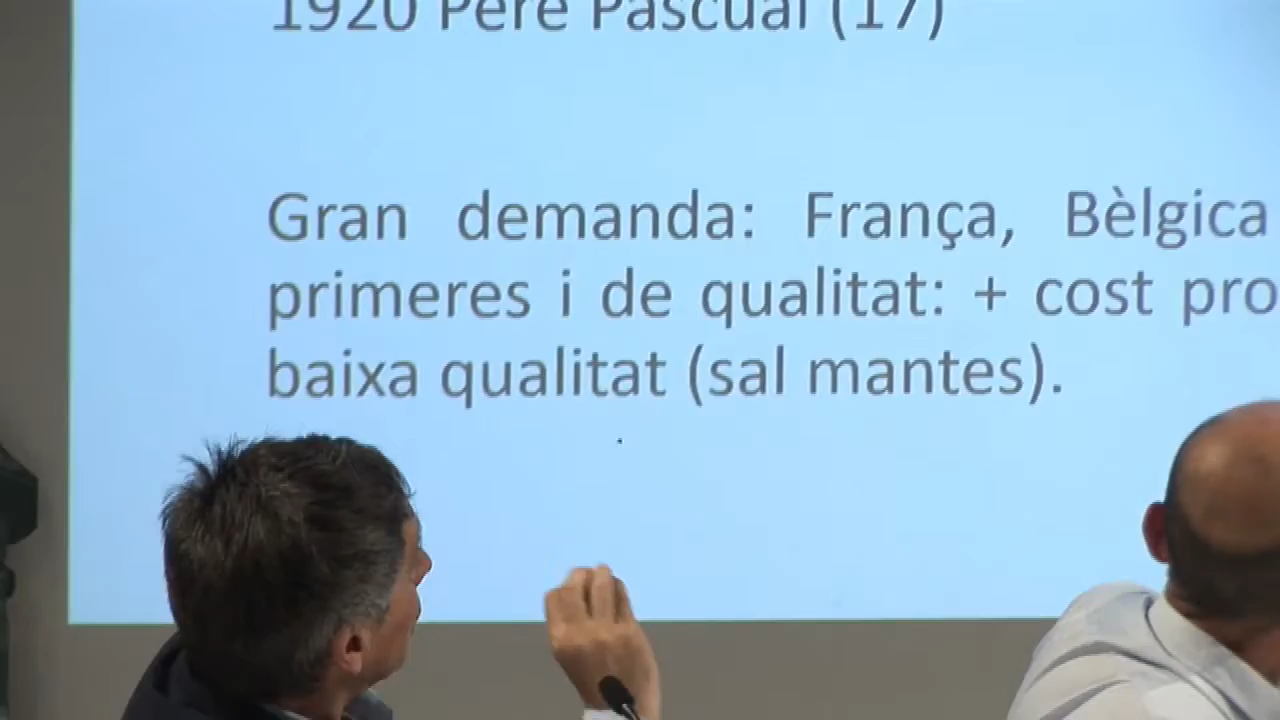 1920 Pere Pascual (17)
Gran demanda: França, Bèlgica
primeres i de qualitat: + cost pro
baixa qualitat (sal mantes).